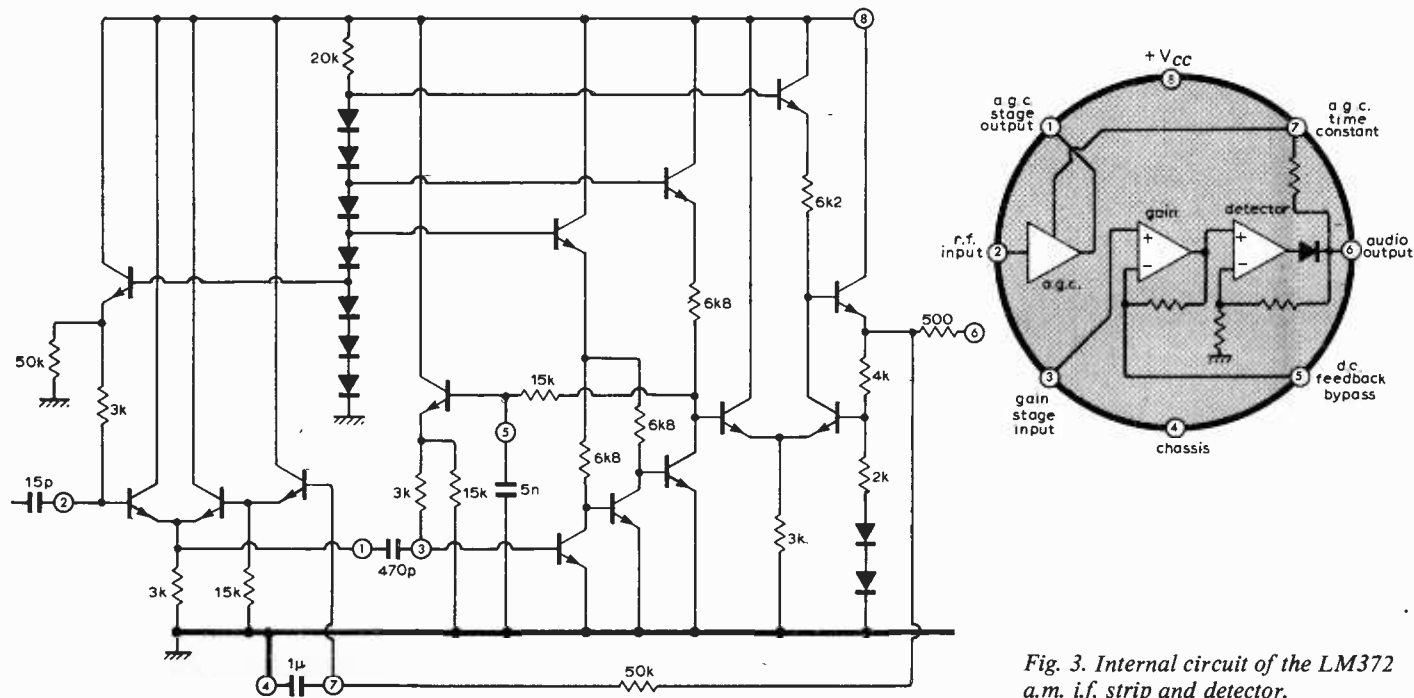 8
20k
6k2
500
6
50k
3k
15k
6k8
4k
5
6k8
6k8
2k
15p
2
3k
15k
5n
3k
1
470p
3
3k
15k
4
1μ
7
50k
+Vcc
8
a.g.c.
stage
output
1
a.g.c.
time
constant
7
gain
detector
r.f.
input
2
+
−
+
−
6
audio
output
a.g.c.
3
gain
stage
input
4
chassis
5
d.c.
feedback
bypass
Fig. 3. Internal circuit of the LM372
a.m. i.f. strip and detector.